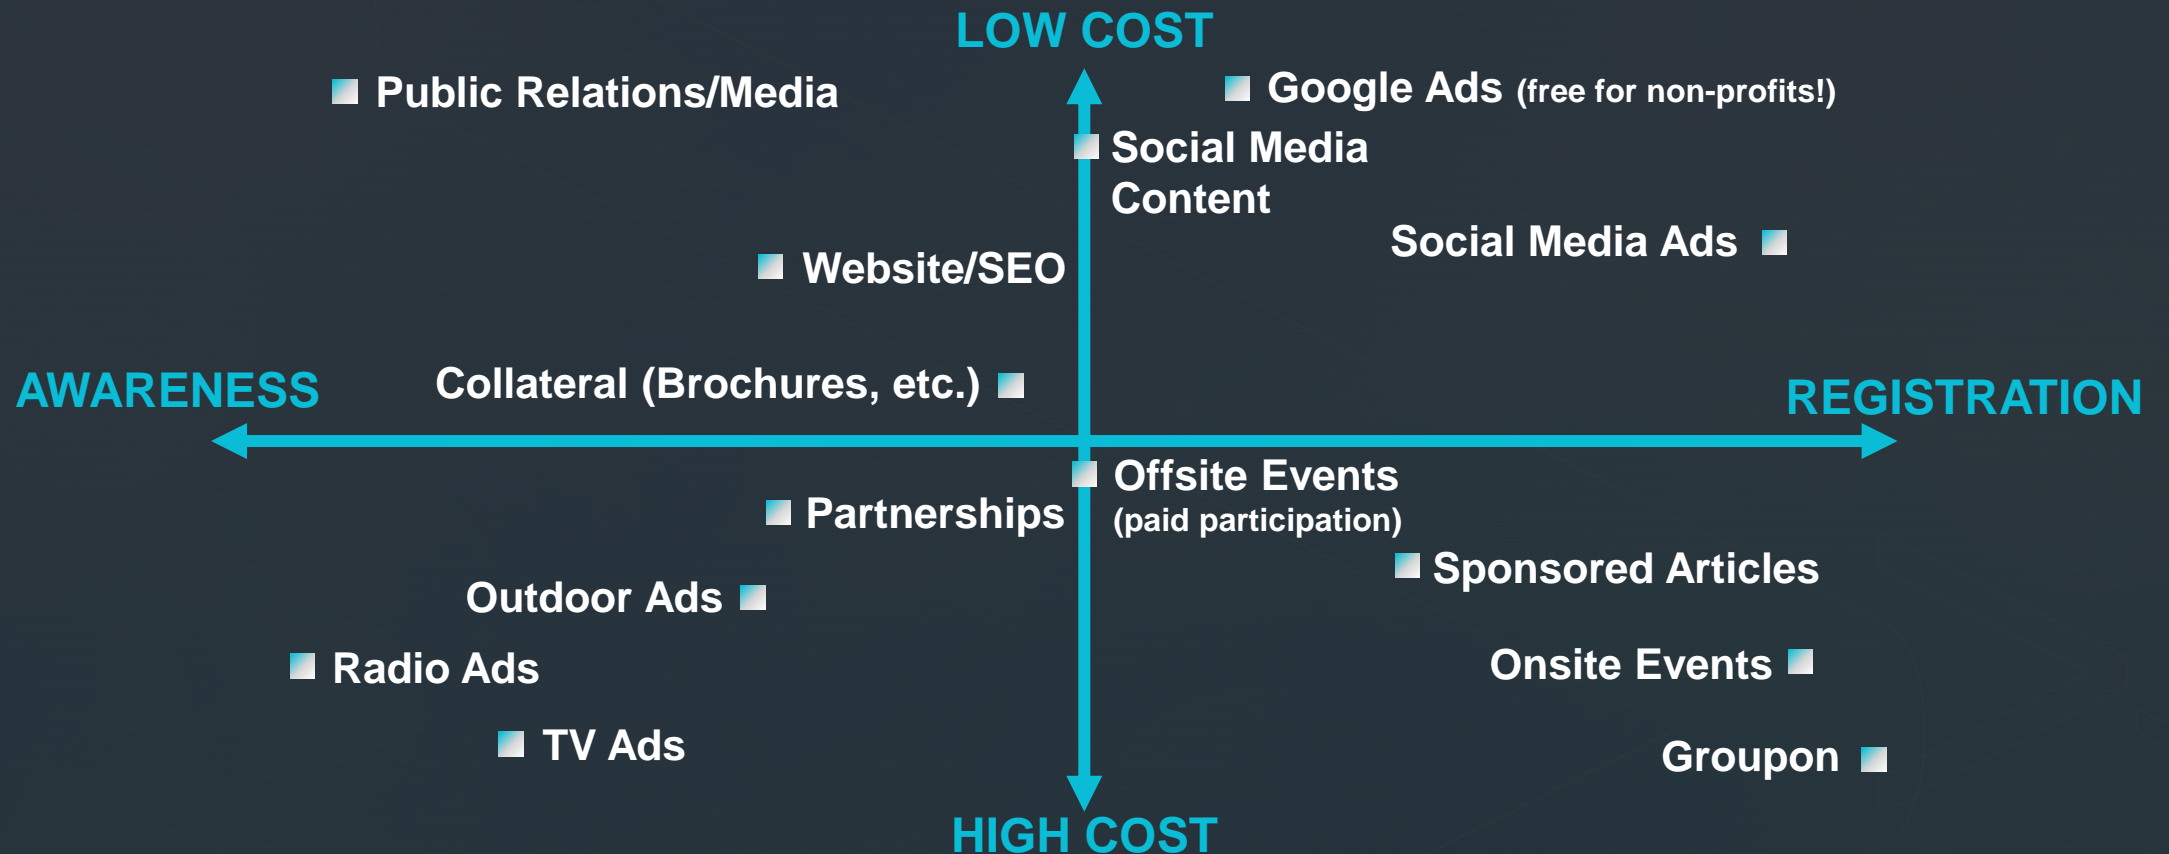 LOW COST
Public Relations/Media
Google Ads (free for non-profits!)
Social Media
Content
Social Media Ads
Website/SEO
Collateral (Brochures, etc.)
AWARENESS
REGISTRATION
Offsite Events
(paid participation)
Partnerships
Sponsored Articles
Outdoor Ads
Radio Ads
Onsite Events
TV Ads
Groupon
HIGH COST